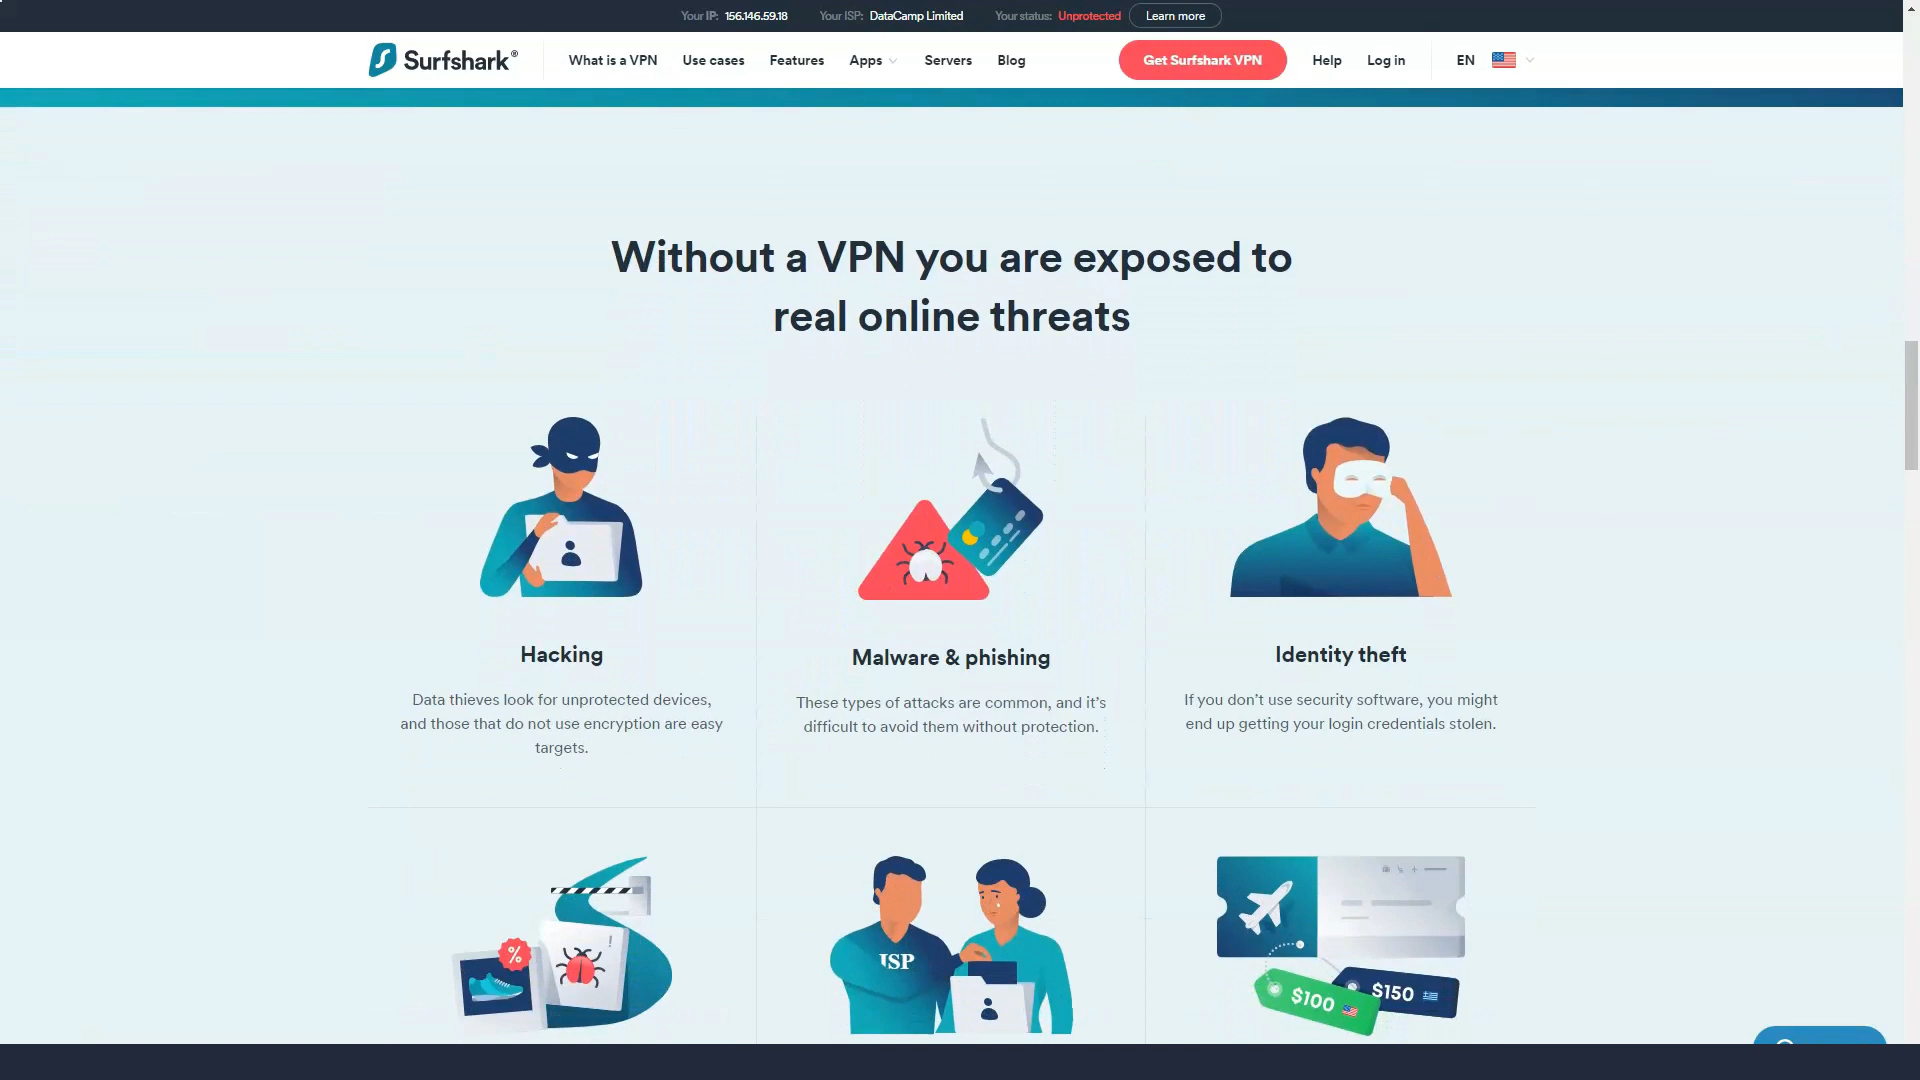 Your IP: 156.146.59.18 Your ISP: DataCamp Limited Your status: Unprotected Learn more
Surfshark®
What is a VPN Use cases Features Apps Servers Blog Get Surfshark VPN Help Log in EN
Without a VPN you are exposed to
real online threats
Hacking
Data thieves look for unprotected devices,
and those that do not use encryption are easy
targets.
Malware & phishing
These types of attacks are common, and it's
difficult to avoid them without protection.
Identity theft
If you don't use security software, you might
end up getting your login credentials stolen.
%
!
ISP
$100
$150